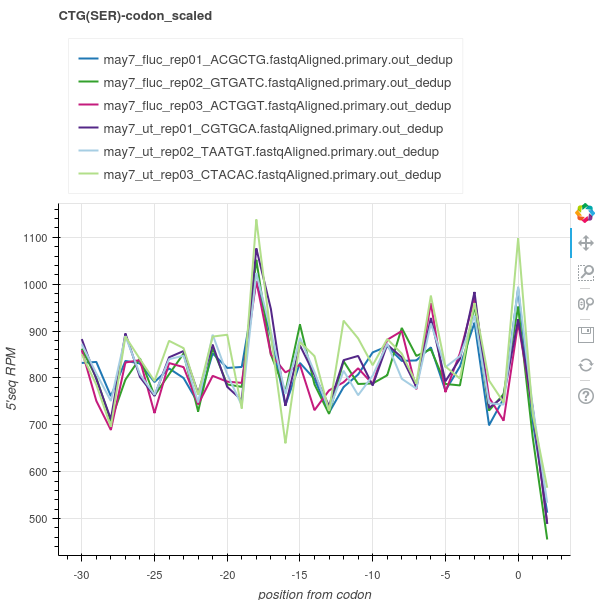 CTG(SER)-codon_scaled
may7_fluc_rep01_ACGCTG.fastqAligned.primary.out_dedup
may7_fluc_rep02_GTGATC.fastqAligned.primary.out_dedup
may7_fluc_rep03_ACTGGT.fastqAligned.primary.out_dedup
may7_ut_rep01_CGTGCA.fastqAligned.primary.out_dedup
may7_ut_rep02_TAATGT.fastqAligned.primary.out_dedup
may7_ut_rep03_CTACAC.fastqAligned.primary.out_dedup
1100
1000
900
800
700
600
500
5'seq RPM
-30 -25 -20 -15 -10 -5 0
position from codon